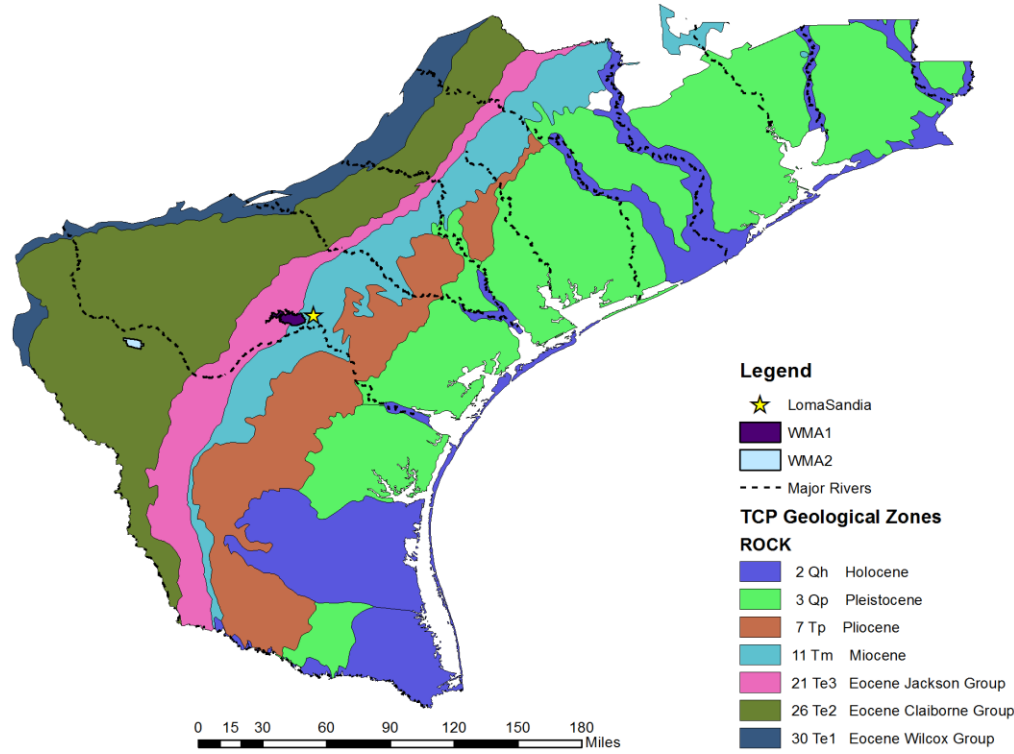 Legend
LomaSandia
WMA1
WMA2
Major Rivers
TCP Geological Zones
ROCK
2 Qh Holocene
3 Qp Pleistocene
7 Tp Pliocene
11 Tm Miocene
21 Te3 Eocene Jackson Group
26 Te2 Eocene Claiborne Group
30 Te1 Eocene Wilcox Group
0 15 30 60 90 120 150 180
Miles